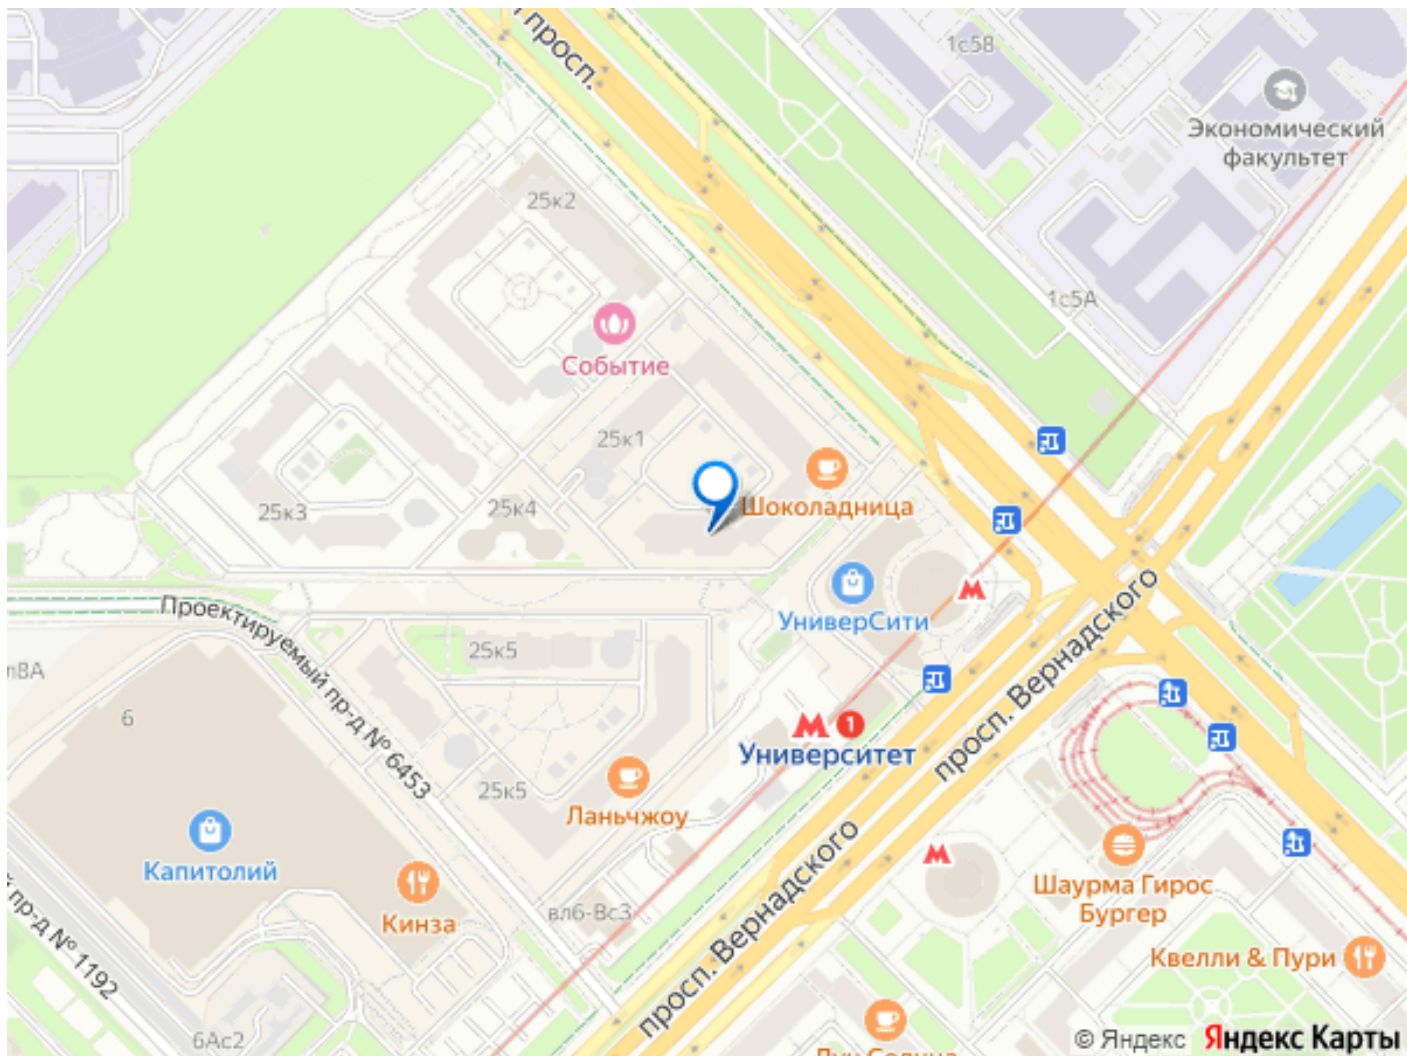 просп.
1с58
Экономический
факультет
25к2
1с5А
Событие
25к1
Шоколадница
25к3
25к4
УниверСити
Проектируемый пр-д № 6453
25к5
6
просп. Вернадского
1
Университет
25к5
Ланьчжоу
Капитолий
Кинза
вл6-Вс3
просп. Вернадского
Шаурма Гирос
Бургер
Квелли & Пури
пр-д № 1192
6Ас2
© Яндекс Яндекс Карты